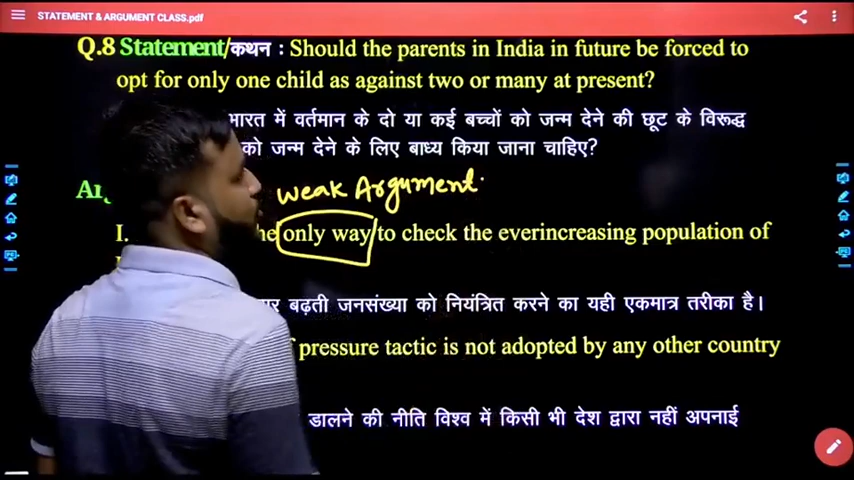 STATEMENT & ARGUMENT CLASS.pdf
Q.8 Statement/कथन : Should the parents in India in future be forced to
opt for only one child as against two or many at present?
भारत में वर्तमान के दो या कई बच्चों को जन्म देने की छूट के विरूद्ध
को जन्म देने के लिए बाध्य किया जाना चाहिए?
weak Argument
I. only way to check the everincreasing population of
बढ़ती जनसंख्या को नियंत्रित करने का यही एकमात्र तरीका है।
pressure tactic is not adopted by any other country
डालने की नीति विश्व में किसी भी देश द्वारा नहीं अपनाई